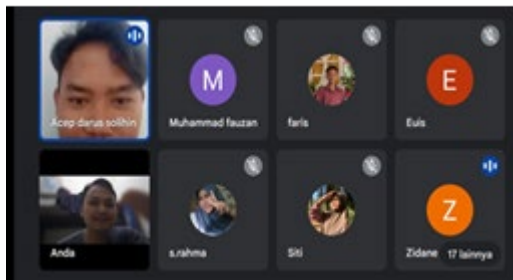 Acep darus solihin
M
Muhammad fauzan
faris
E
Euis
Anda
s.rahma
Siti
Z
Zidane
17 lainnya